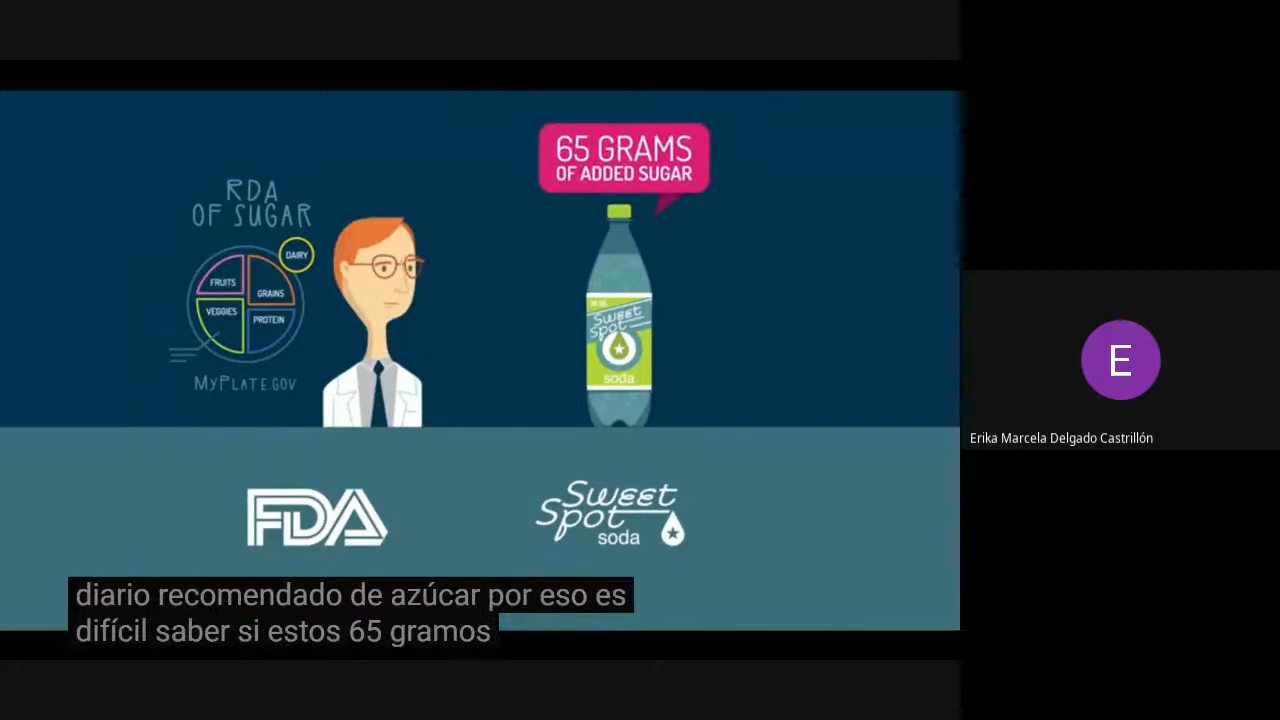 65 GRAMS
OF ADDED SUGAR
RDA
OF SUGAR
DAIRY
FRUITS
GRAINS
VEGGIES
PROTEIN
MYPLATE.GOV
Sweet
Spot
soda
FDA
Sweet
Spot
soda
E
Erika Marcela Delgado Castrillón
diario recomendado de azúcar por eso es
difícil saber si estos 65 gramos